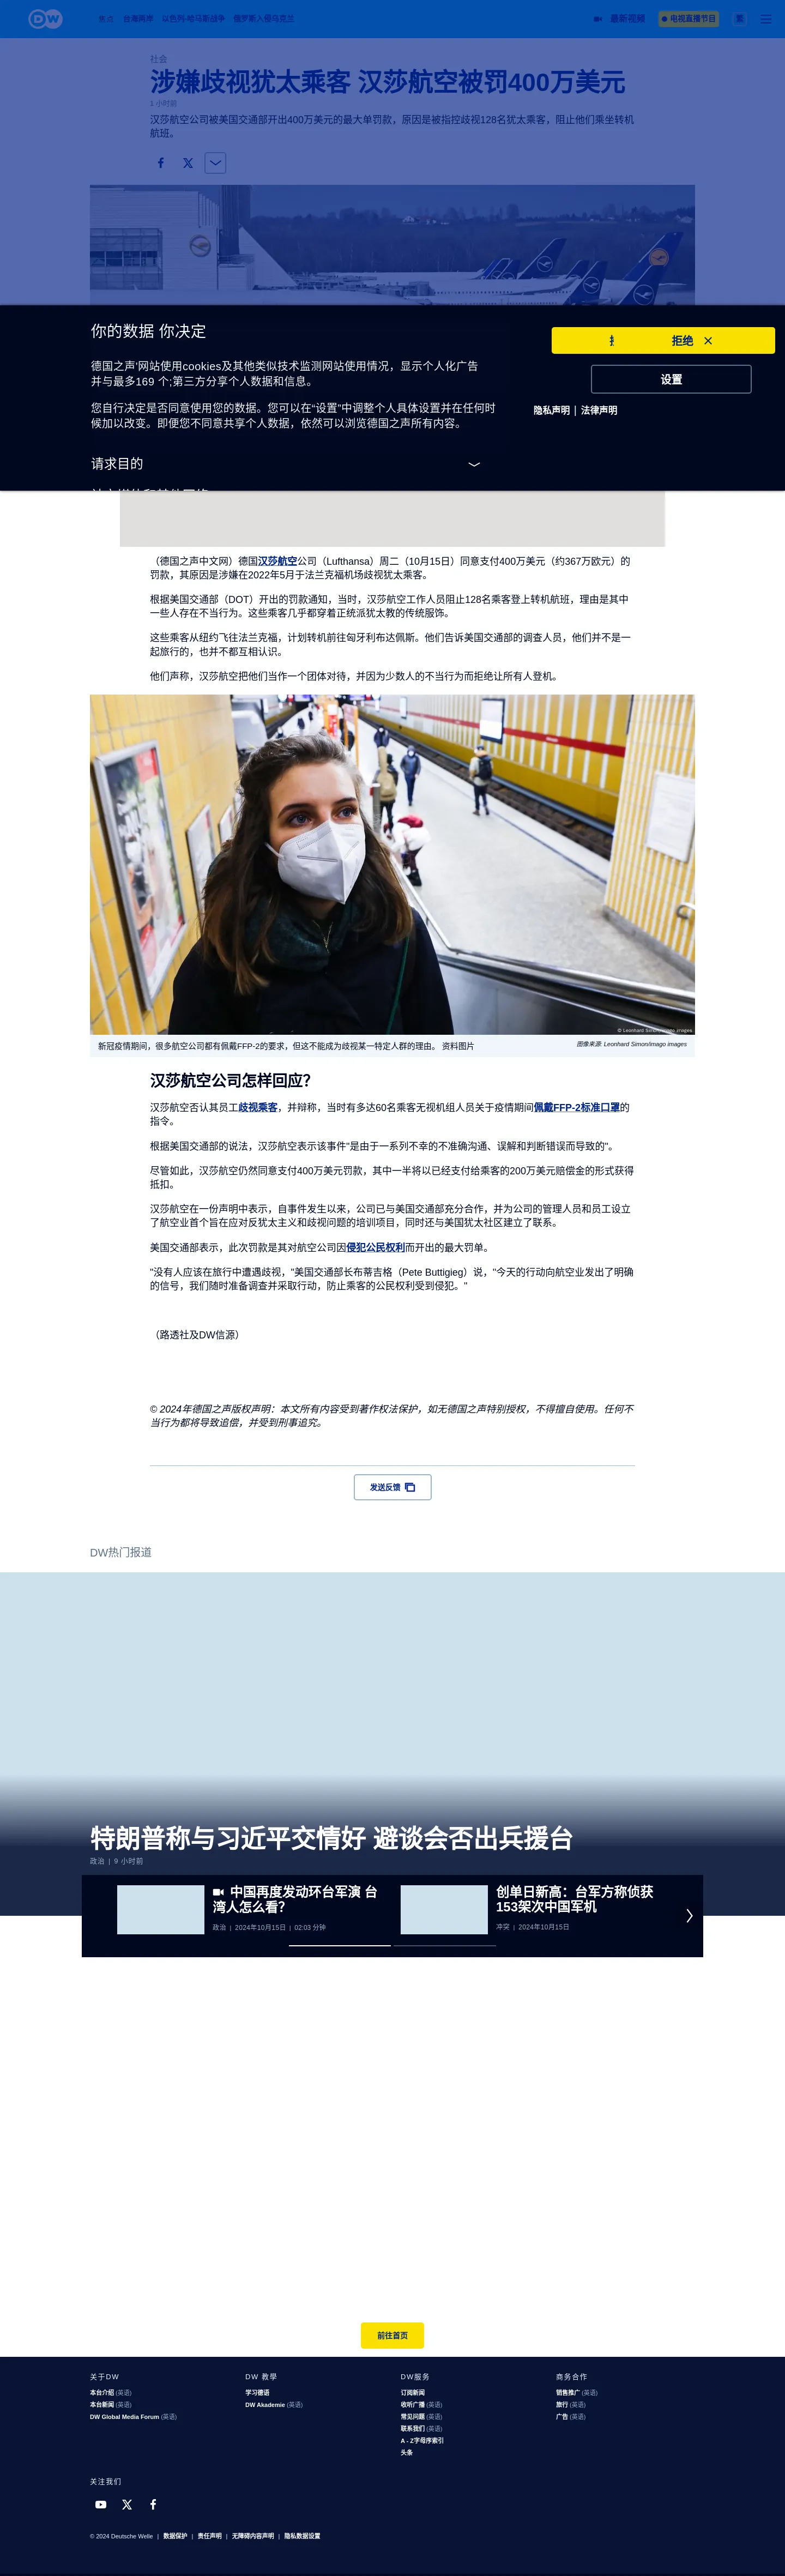 DW
焦点 台海两岸 以色列-哈马斯战争 俄罗斯入侵乌克兰
最新视频
电视直播节目
繁
社会
涉嫌歧视犹太乘客 汉莎航空被罚400万美元
1 小时前
汉莎航空公司被美国交通部开出400万美元的最大单罚款，原因是被指控歧视128名犹太乘客，阻止他们乘坐转机
航班。
你的数据 你决定
德国之声'网站使用cookies及其他类似技术监测网站使用情况，显示个人化广告
并与最多169 个;第三方分享个人数据和信息。
您自行决定是否同意使用您的数据。您可以在“设置”中调整个人具体设置并在任何时
候加以改变。即便您不同意共享个人数据，依然可以浏览德国之声所有内容。
请求目的
拒绝
设置
隐私声明 | 法律声明
（德国之声中文网）德国汉莎航空公司（Lufthansa）周二（10月15日）同意支付400万美元（约367万欧元）的
罚款，其原因是涉嫌在2022年5月于法兰克福机场歧视犹太乘客。
根据美国交通部（DOT）开出的罚款通知，当时，汉莎航空工作人员阻止128名乘客登上转机航班，理由是其中
一些人存在不当行为。这些乘客几乎都穿着正统派犹太教的传统服饰。
这些乘客从纽约飞往法兰克福，计划转机前往匈牙利布达佩斯。他们告诉美国交通部的调查人员，他们并不是一
起旅行的，也并不都互相认识。
他们声称，汉莎航空把他们当作一个团体对待，并因为少数人的不当行为而拒绝让所有人登机。
新冠疫情期间，很多航空公司都有佩戴FFP-2的要求，但这不能成为歧视某一特定人群的理由。 资料图片
图像来源: Leonhard Simon/imago images
汉莎航空公司怎样回应？
汉莎航空否认其员工歧视乘客，并辩称，当时有多达60名乘客无视机组人员关于疫情期间佩戴FFP-2标准口罩的
指令。
根据美国交通部的说法，汉莎航空表示该事件"是由于一系列不幸的不准确沟通、误解和判断错误而导致的"。
尽管如此，汉莎航空仍然同意支付400万美元罚款，其中一半将以已经支付给乘客的200万美元赔偿金的形式获得
抵扣。
汉莎航空在一份声明中表示，自事件发生以来，公司已与美国交通部充分合作，并为公司的管理人员和员工设立
了航空业首个旨在应对反犹太主义和歧视问题的培训项目，同时还与美国犹太社区建立了联系。
美国交通部表示，此次罚款是其对航空公司因侵犯公民权利而开出的最大罚单。
"没有人应该在旅行中遭遇歧视，"美国交通部长布蒂吉格（Pete Buttigieg）说，"今天的行动向航空业发出了明确
的信号，我们随时准备调查并采取行动，防止乘客的公民权利受到侵犯。"
（路透社及DW信源）
© 2024年德国之声版权声明：本文所有内容受到著作权法保护，如无德国之声特别授权，不得擅自使用。任何不
当行为都将导致追偿，并受到刑事追究。
发送反馈
DW热门报道
特朗普称与习近平交情好 避谈会否出兵援台
政治 | 9 小时前
中国再度发动环台军演 台
湾人怎么看？
政治 | 2024年10月15日 | 02:03 分钟
创单日新高：台军方称侦获
153架次中国军机
冲突 | 2024年10月15日
前往首页
关于DW
本台介绍 (英语)
本台新闻 (英语)
DW Global Media Forum (英语)
DW 教學
学习德语
DW Akademie (英语)
DW服务
订阅新闻
收听广播 (英语)
常见问题 (英语)
联系我们 (英语)
A - Z字母序索引
头条
商务合作
销售推广 (英语)
旅行 (英语)
广告 (英语)
关注我们
© 2024 Deutsche Welle | 数据保护 | 责任声明 | 无障碍内容声明 | 隐私数据设置